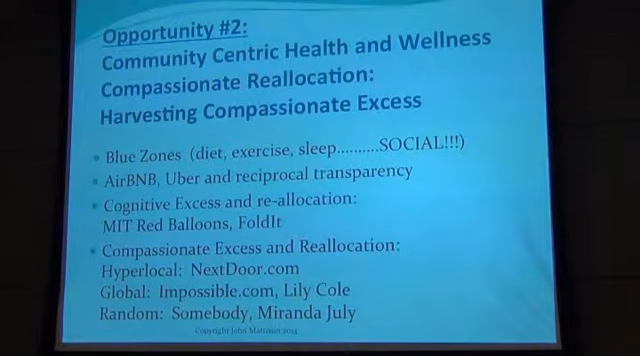 Opportunity #2:
Community Centric Health and Wellness
Compassionate Reallocation:
Harvesting Compassionate Excess
• Blue Zones (diet, exercise, sleep..........SOCIAL!!!)
• AirBNB, Uber and reciprocal transparency
• Cognitive Excess and re-allocation:
MIT Red Balloons, FoldIt
• Compassionate Excess and Reallocation:
Hyperlocal: NextDoor.com
Global: Impossible.com, Lily Cole
Random: Somebody, Miranda July
Copyright John Mattison 2014